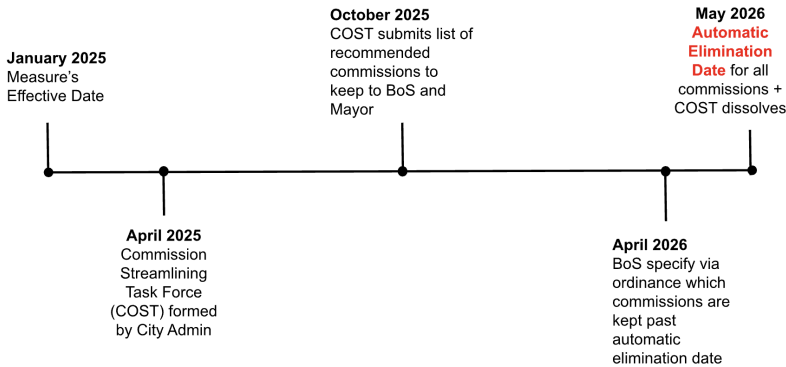 January 2025
Measure's
Effective Date
April 2025
Commission
Streamlining
Task Force
(COST) formed
by City Admin
October 2025
COST submits list of
recommended
commissions to
keep to BoS and
Mayor
April 2026
BoS specify via
ordinance which
commissions are
kept past
automatic
elimination date
May 2026
Automatic
Elimination
Date for all
commissions +
COST dissolves